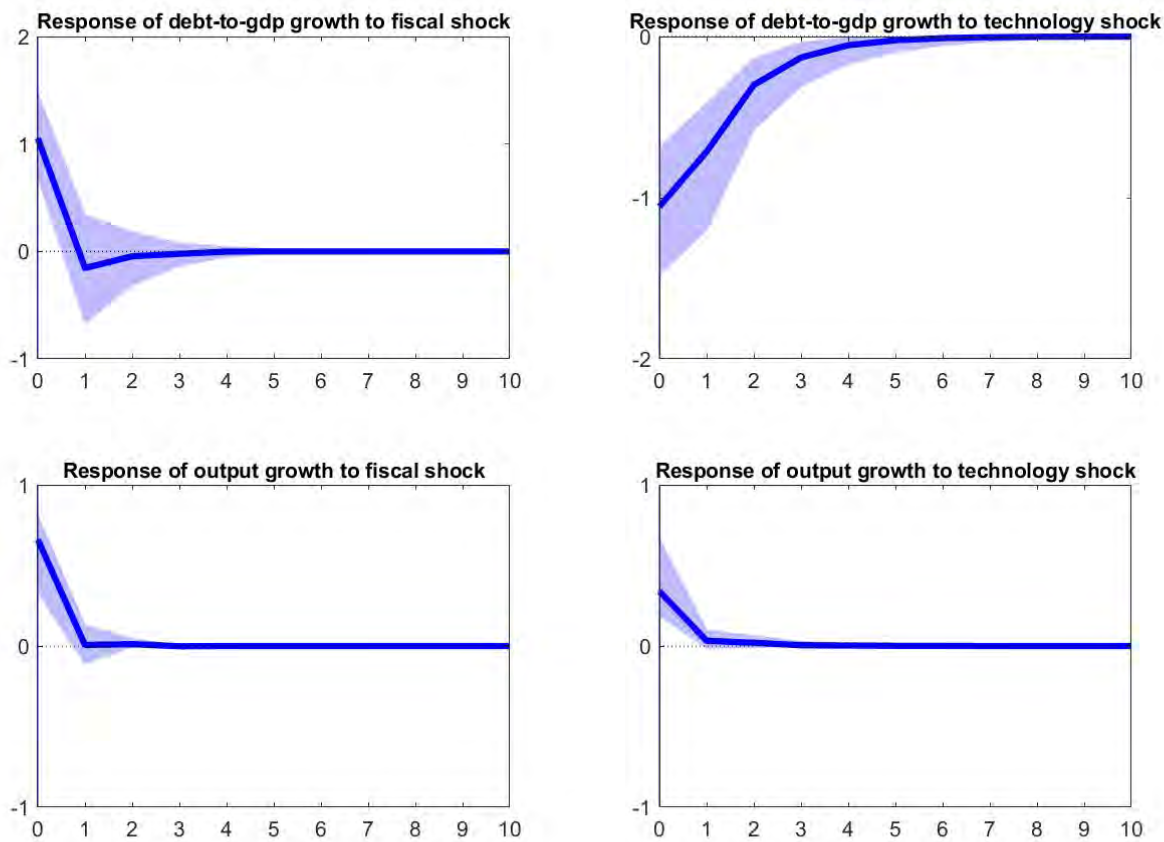 Response of debt-to-gdp growth to fiscal shock
2
1
0
-1
0 1 2 3 4 5 6 7 8 9 10
Response of debt-to-gdp growth to technology shock
0
-1
-2
0 1 2 3 4 5 6 7 8 9 10
Response of output growth to fiscal shock
1
0
-1
0 1 2 3 4 5 6 7 8 9 10
Response of output growth to technology shock
1
0
-1
0 1 2 3 4 5 6 7 8 9 10